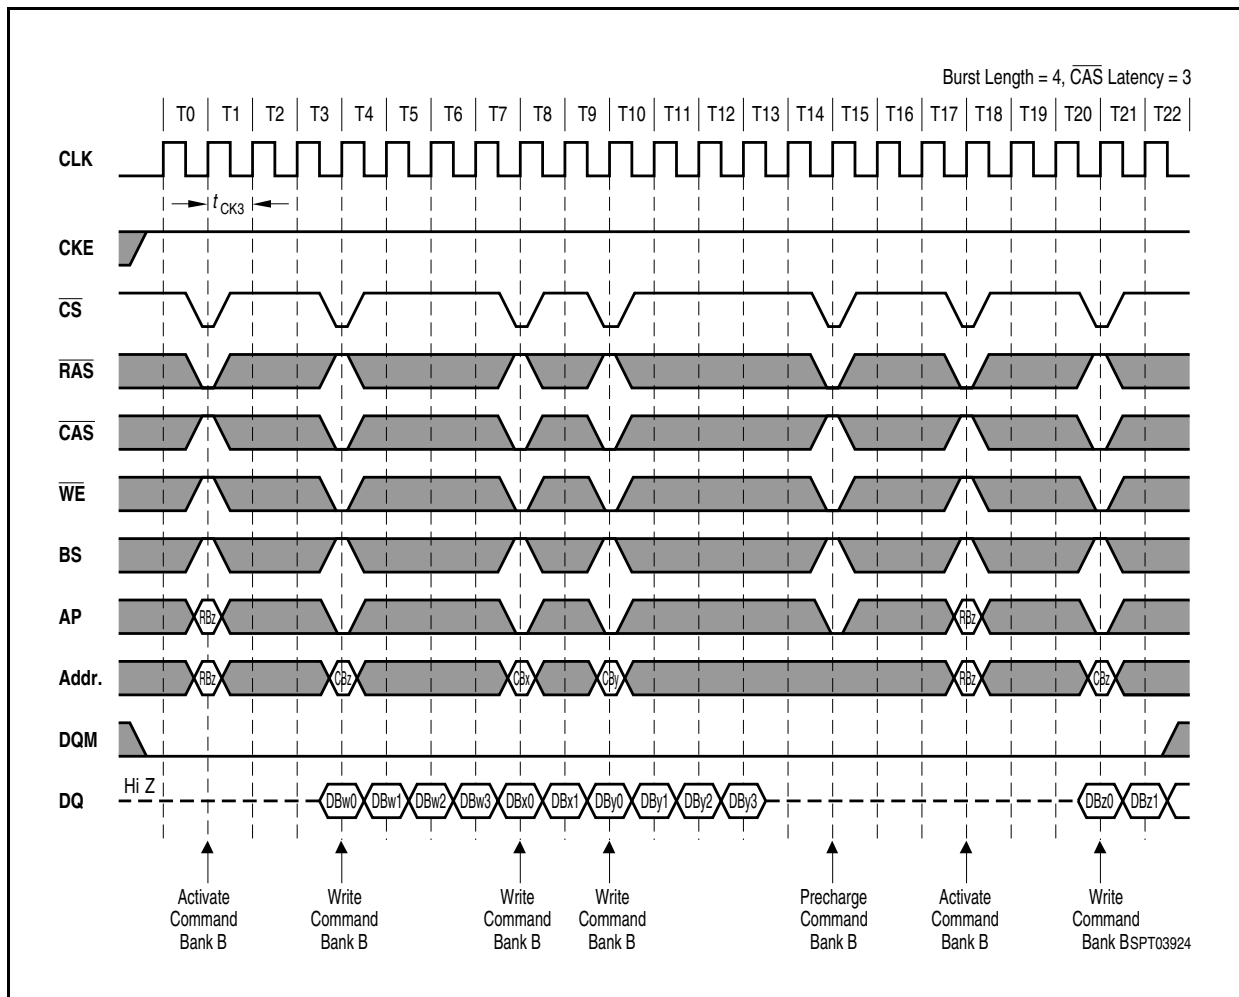 Burst Length = 4, CAS Latency = 3
T0 T1 T2 T3 T4 T5 T6 T7 T8 T9 T10 T11 T12 T13 T14 T15 T16 T17 T18 T19 T20 T21 T22
CLK
t CK3
CKE
CS
RAS
CAS
WE
BS
AP RBz RBz
Addr. RBz CBz CBx CBy RBz CBz
DQM
Hi Z
DQ DBw0 DBw1 DBw2 DBw3 DBx0 DBx1 DBy0 DBy1 DBy2 DBy3 DBz0 DBz1
Activate Write Write Write Precharge Activate Write
Command Command Command Command Command Command Command
Bank B Bank B Bank B Bank B Bank B Bank B Bank B SPT03924